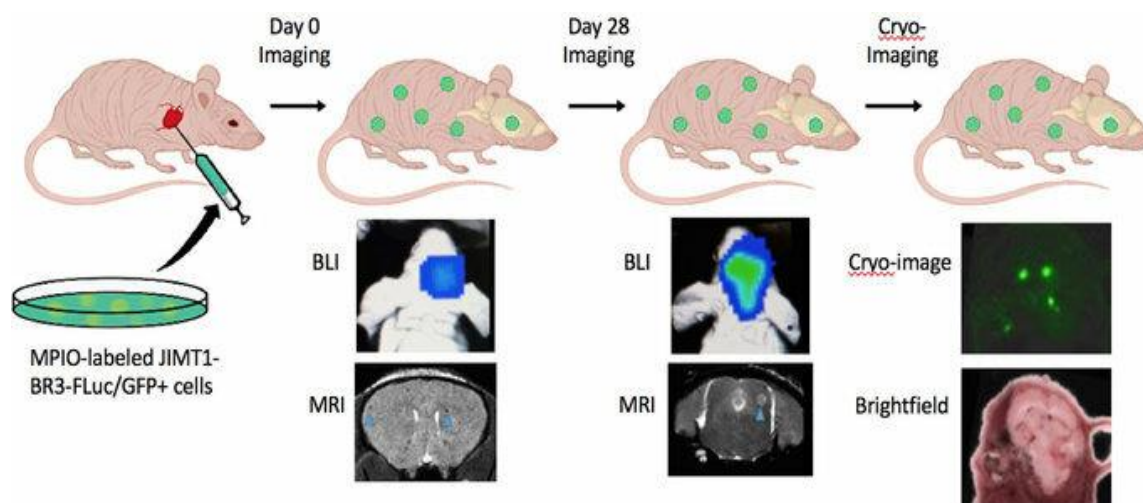 Day 0
Imaging
Day 28
Imaging
Cryo-
Imaging
BLI
BLI
Cryo-image
MPIO-labeled JIMT1-
BR3-FLuc/GFP+ cells
MRI
MRI
Brightfield